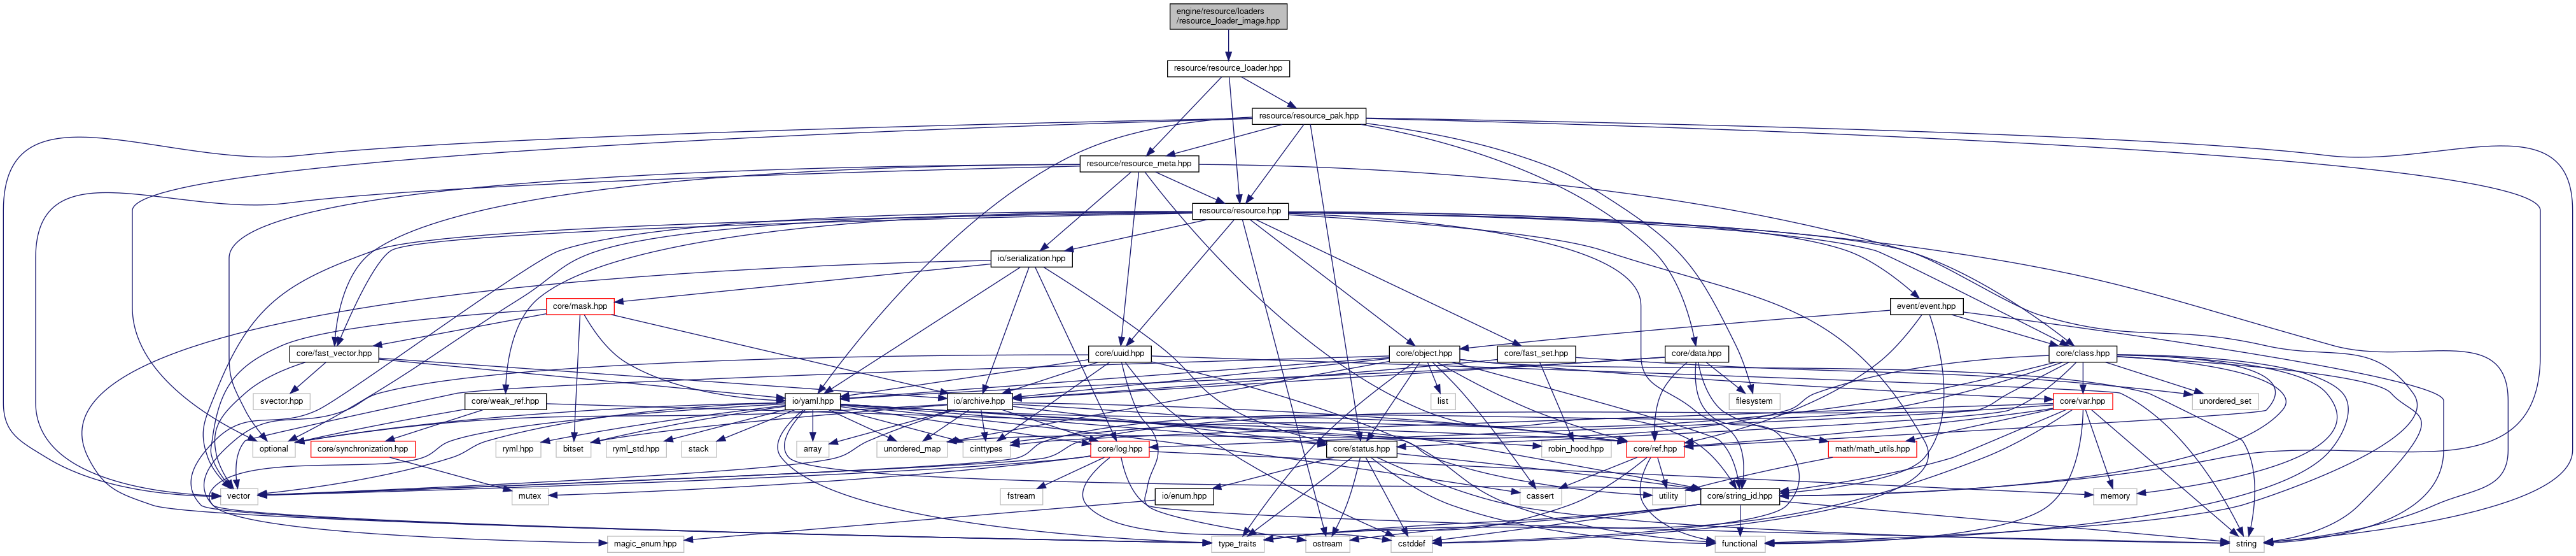 engine/resource/loaders
/resource_loader_image.hpp
resource/resource_loader.hpp
resource/resource_pak.hpp
resource/resource_meta.hpp
resource/resource.hpp
io/serialization.hpp
core/mask.hpp
event/event.hpp
core/fast_vector.hpp
core/uuid.hpp
core/object.hpp
core/fast_set.hpp
core/data.hpp
core/class.hpp
svector.hpp
core/weak_ref.hpp
io/yaml.hpp
io/archive.hpp
list
filesystem
core/var.hpp
unordered_set
optional
core/synchronization.hpp
ryml.hpp
bitset
ryml_std.hpp
stack
array
unordered_map
cinttypes
core/log.hpp
core/status.hpp
robin_hood.hpp
core/ref.hpp
math/math_utils.hpp
vector
mutex
fstream
io/enum.hpp
cassert
utility
core/string_id.hpp
memory
magic_enum.hpp
type_traits
ostream
cstddef
functional
string